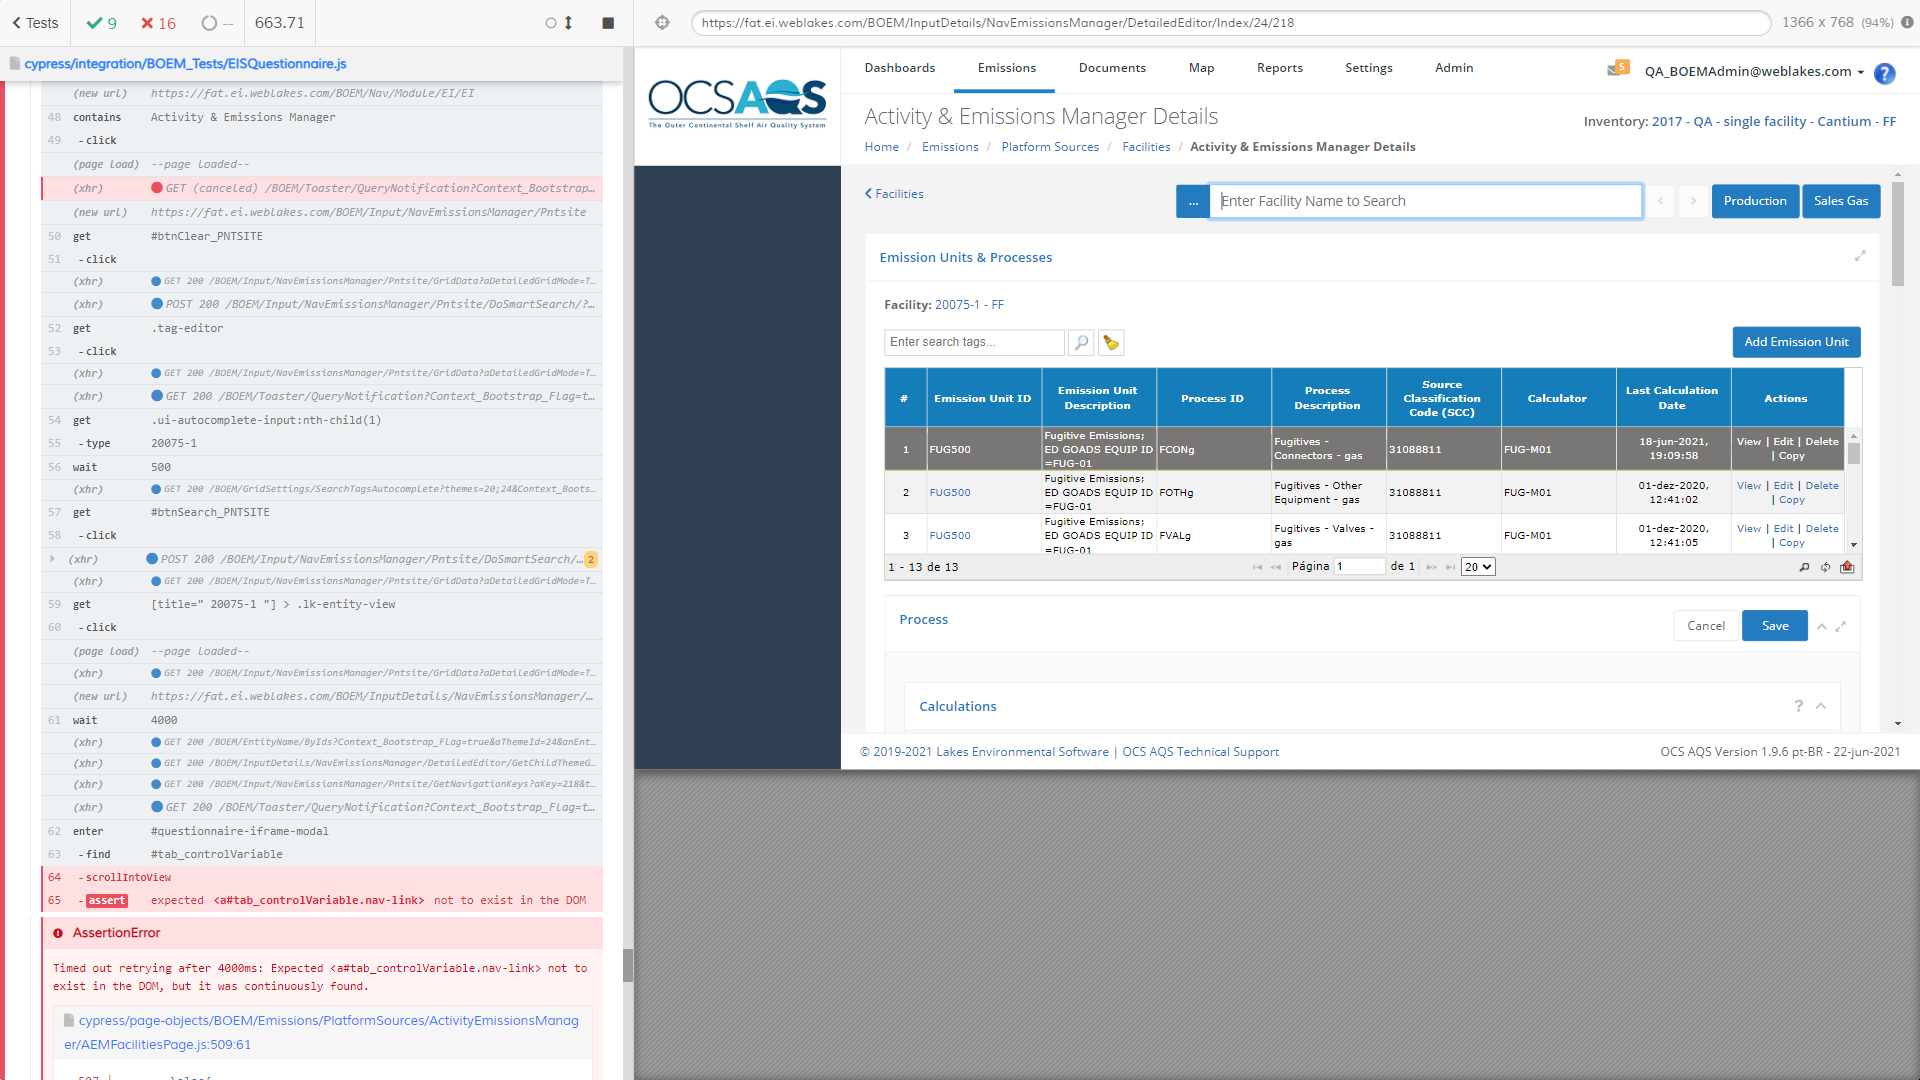 Tests
9
16
--
663.71
https://fat.ei.weblakes.com/BOEM/InputDetails/NavEmissionsManager/DetailedEditor/Index/24/218
1366 x 768 (94%)
cypress/integration/BOEM_Tests/EISQuestionnaire.js
(new url) https://fat.ei.weblakes.com/BOEM/Nav/Module/EI/EI
48 contains Activity & Emissions Manager
49 -click
(page load) --page loaded--
(xhr) GET (canceled) /BOEM/Toaster/QueryNotification?Context_Bootstrap...
(new url) https://fat.ei.weblakes.com/BOEM/Input/NavEmissionsManager/Pntsite
50 get #btnClear_PNTSITE
51 -click
(xhr) GET 200 /BOEM/Input/NavEmissionsManager/Pntsite/GridData?aDetailedGridMode=T...
(xhr) POST 200 /BOEM/Input/NavEmissionsManager/Pntsite/DoSmartSearch/?...
52 get .tag-editor
53 -click
(xhr) GET 200 /BOEM/Input/NavEmissionsManager/Pntsite/GridData?aDetailedGridMode=T...
(xhr) GET 200 /BOEM/Toaster/QueryNotification?Context_Bootstrap_Flag=t...
54 get .ui-autocomplete-input:nth-child(1)
55 -type 20075-1
56 wait 500
(xhr) GET 200 /BOEM/GridSettings/SearchTagsAutocomplete?themes=20;24&Context_Boots...
57 get #btnSearch_PNTSITE
58 -click
(xhr) POST 200 /BOEM/Input/NavEmissionsManager/Pntsite/DoSmartSearch/... 2
(xhr) GET 200 /BOEM/Input/NavEmissionsManager/Pntsite/GridData?aDetailedGridMode=T...
59 get [title=" 20075-1 "] > .lk-entity-view
60 -click
(page load) --page loaded--
(xhr) GET 200 /BOEM/Input/NavEmissionsManager/Pntsite/GridData?aDetailedGridMode=T...
(new url) https://fat.ei.weblakes.com/BOEM/InputDetails/NavEmissionsManager/...
61 wait 4000
(xhr) GET 200 /BOEM/EntityName/ByIds?Context_Bootstrap_Flag=true&aThemeId=24&anEnt...
(xhr) GET 200 /BOEM/InputDetails/NavEmissionsManager/DetailedEditor/GetChildThemeG...
(xhr) GET 200 /BOEM/Input/NavEmissionsManager/Pntsite/GetNavigationKeys?aKey=218&t...
(xhr) GET 200 /BOEM/Toaster/QueryNotification?Context_Bootstrap_Flag=t...
62 enter #questionnaire-iframe-modal
63 -find #tab_controlVariable
64 -scrollIntoView
65 -assert expected <a#tab_controlVariable.nav-link> not to exist in the DOM
AssertionError
Timed out retrying after 4000ms: Expected <a#tab_controlVariable.nav-link> not to
exist in the DOM, but it was continuously found.
cypress/page-objects/BOEM/Emissions/PlatformSources/ActivityEmissionsManag
er/AEMFacilitiesPage.js:509:61
OCSAQS
The Outer Continental Shelf Air Quality System
Dashboards Emissions Documents Map Reports Settings Admin
5
QA_BOEMAdmin@weblakes.com
?
Activity & Emissions Manager Details
Inventory: 2017 - QA - single facility - Cantium - FF
Home / Emissions / Platform Sources / Facilities / Activity & Emissions Manager Details
Facilities
...
Enter Facility Name to Search
Production
Sales Gas
Emission Units & Processes
Facility: 20075-1 - FF
Enter search tags...
Add Emission Unit
# Emission Unit ID Emission Unit Description Process ID Process Description Source Classification Code (SCC) Calculator Last Calculation Date Actions
1 FUG500 Fugitive Emissions; ED GOADS EQUIP ID =FUG-01 FCONg Fugitives - Connectors - gas 31088811 FUG-M01 18-jun-2021, 19:09:58 View | Edit | Delete | Copy
2 FUG500 Fugitive Emissions; ED GOADS EQUIP ID =FUG-01 FOTHg Fugitives - Other Equipment - gas 31088811 FUG-M01 01-dez-2020, 12:41:02 View | Edit | Delete | Copy
3 FUG500 Fugitive Emissions; ED GOADS EQUIP ID =FUG-01 FVALg Fugitives - Valves - gas 31088811 FUG-M01 01-dez-2020, 12:41:05 View | Edit | Delete | Copy
1 - 13 de 13
Página 1 de 1
20
Process
Cancel
Save
Calculations
?
© 2019-2021 Lakes Environmental Software | OCS AQS Technical Support
OCS AQS Version 1.9.6 pt-BR - 22-jun-2021